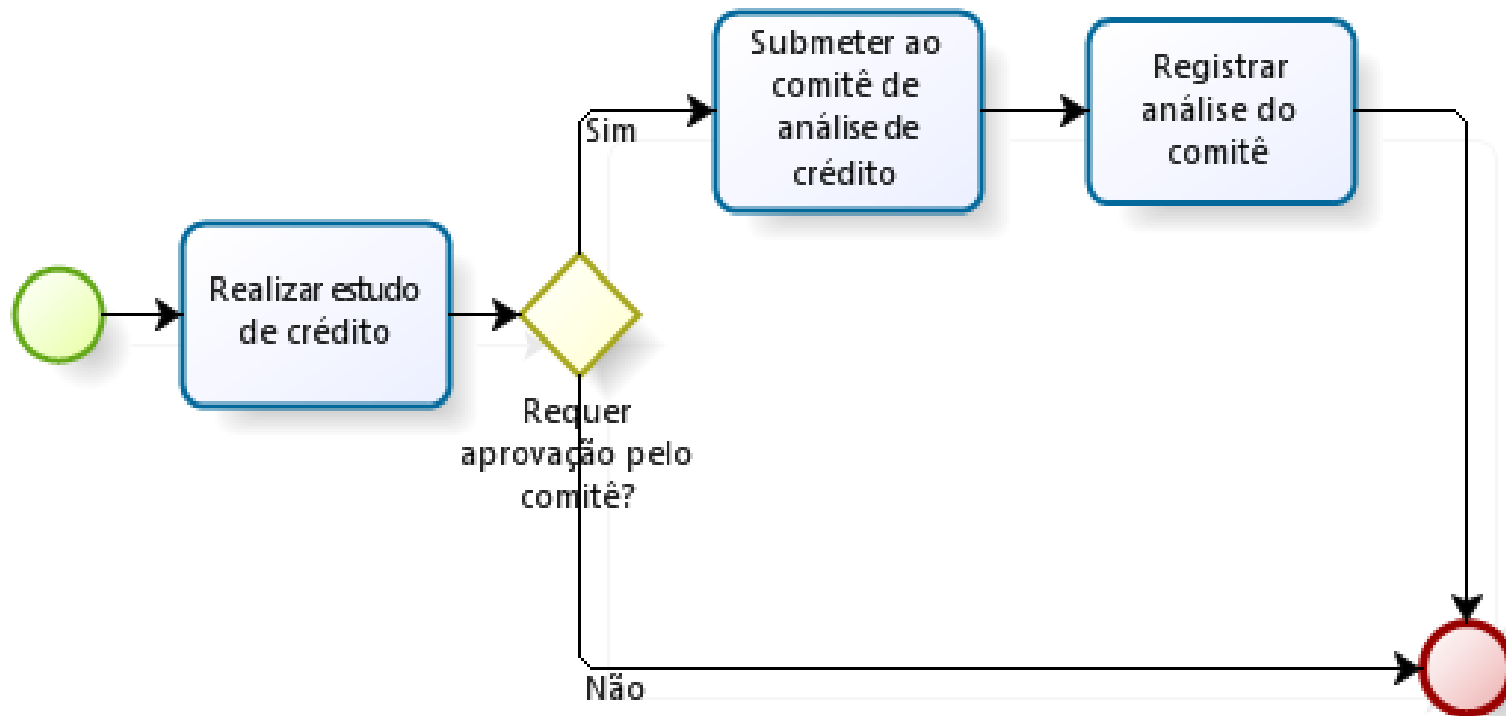 Submeter ao
comitê de
análise de
crédito
Registrar
análise do
comitê
Sim
Realizar estudo
de crédito
Requer
aprovação pelo
comitê?
Não